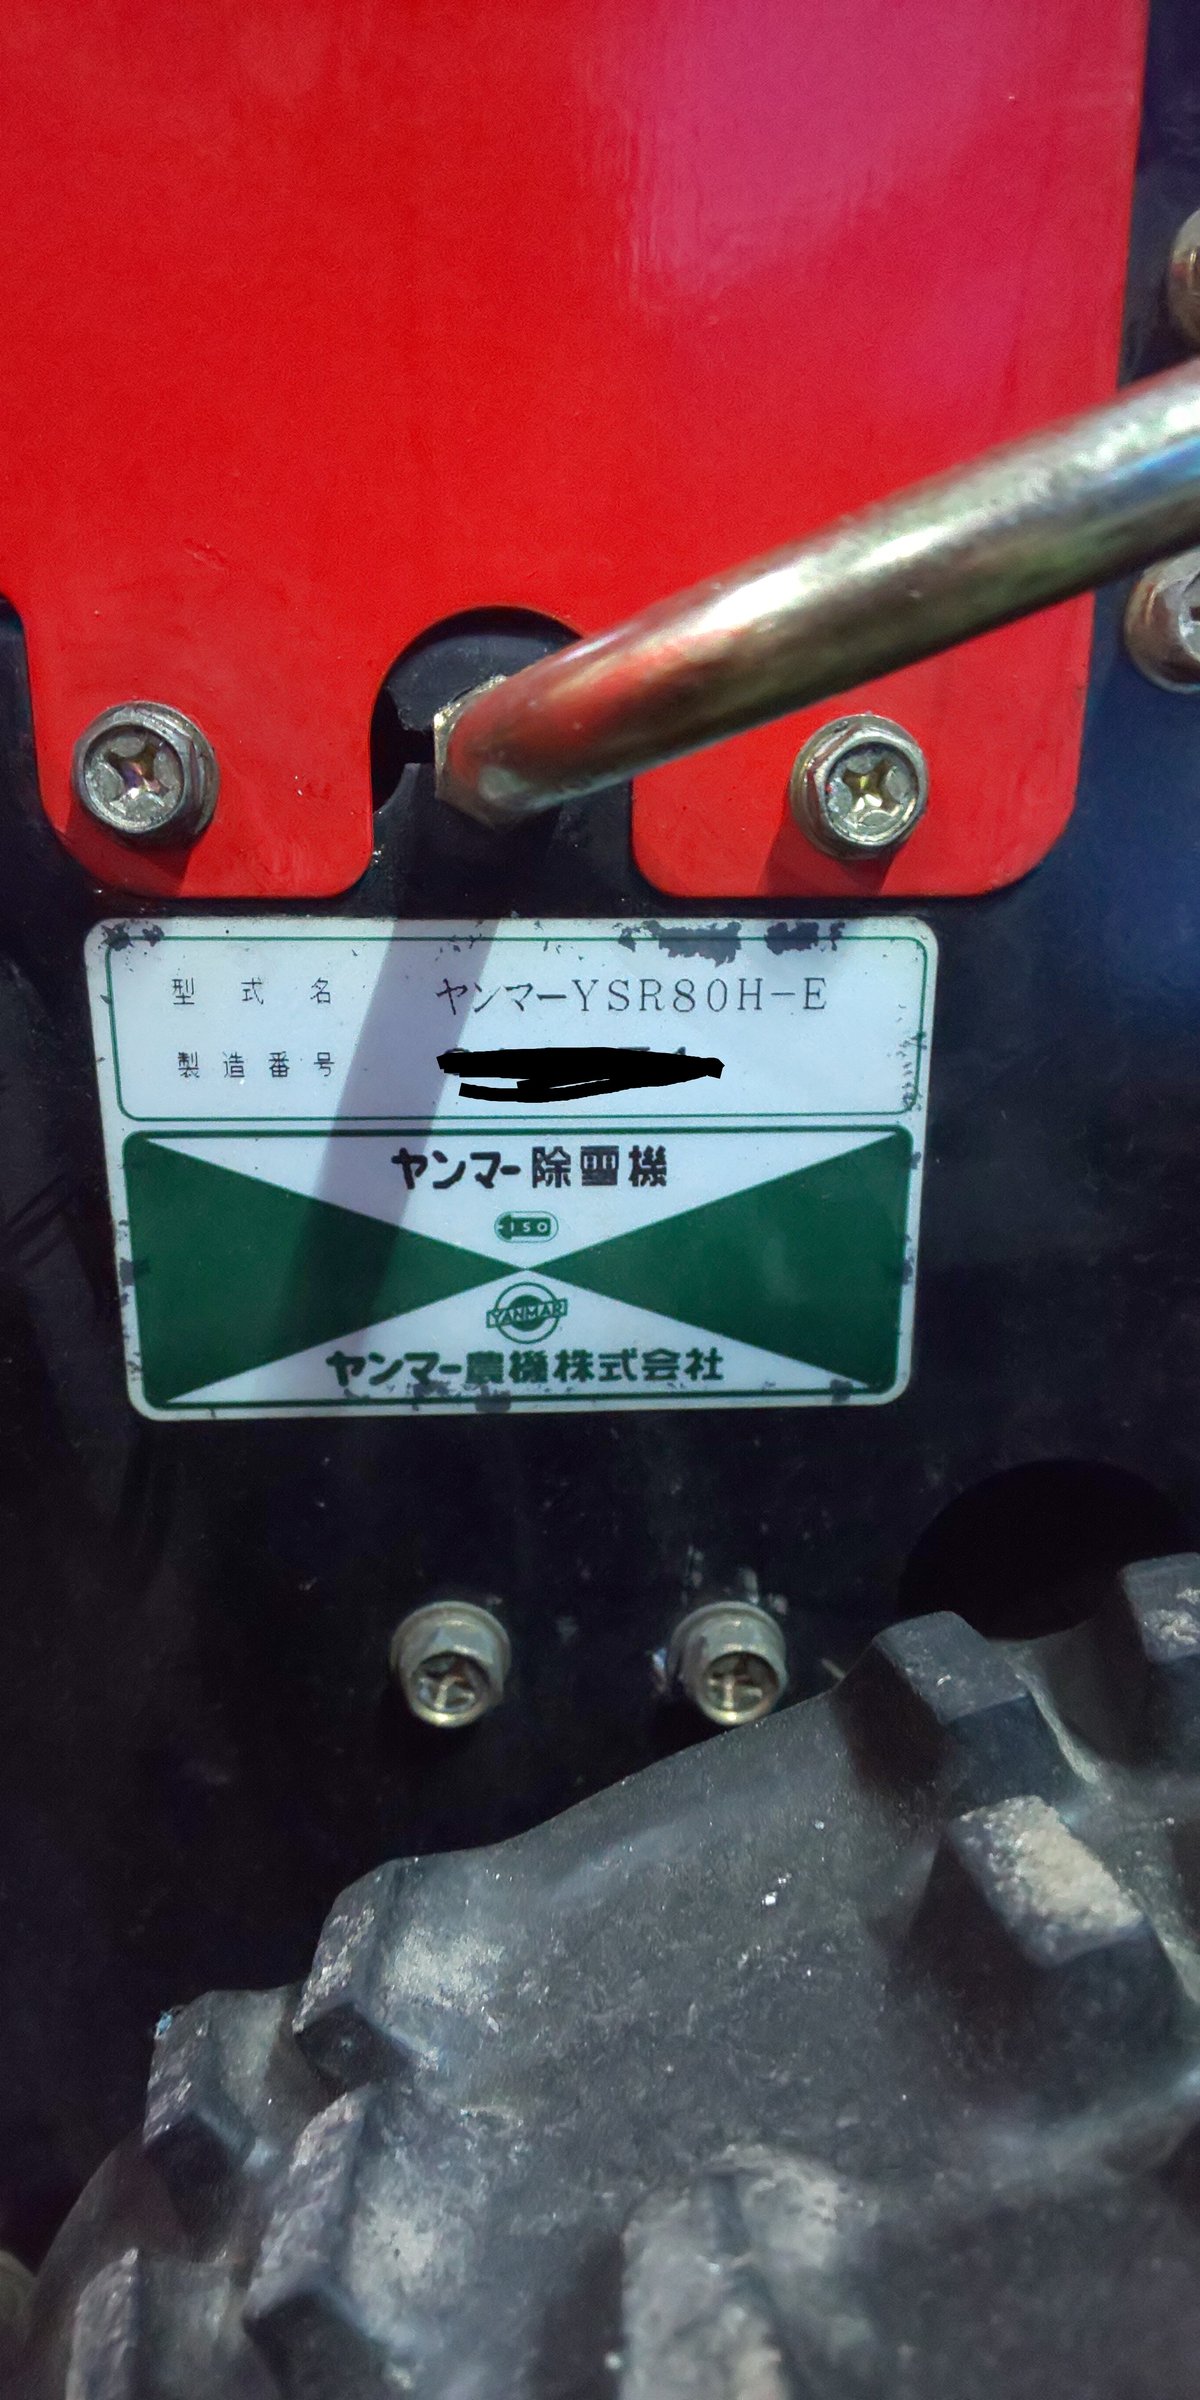 型式名 ヤンマーYSR80H-E
製造番号
ヤンマー除雪機
ISO
YANMAR
ヤンマー農機株式会社